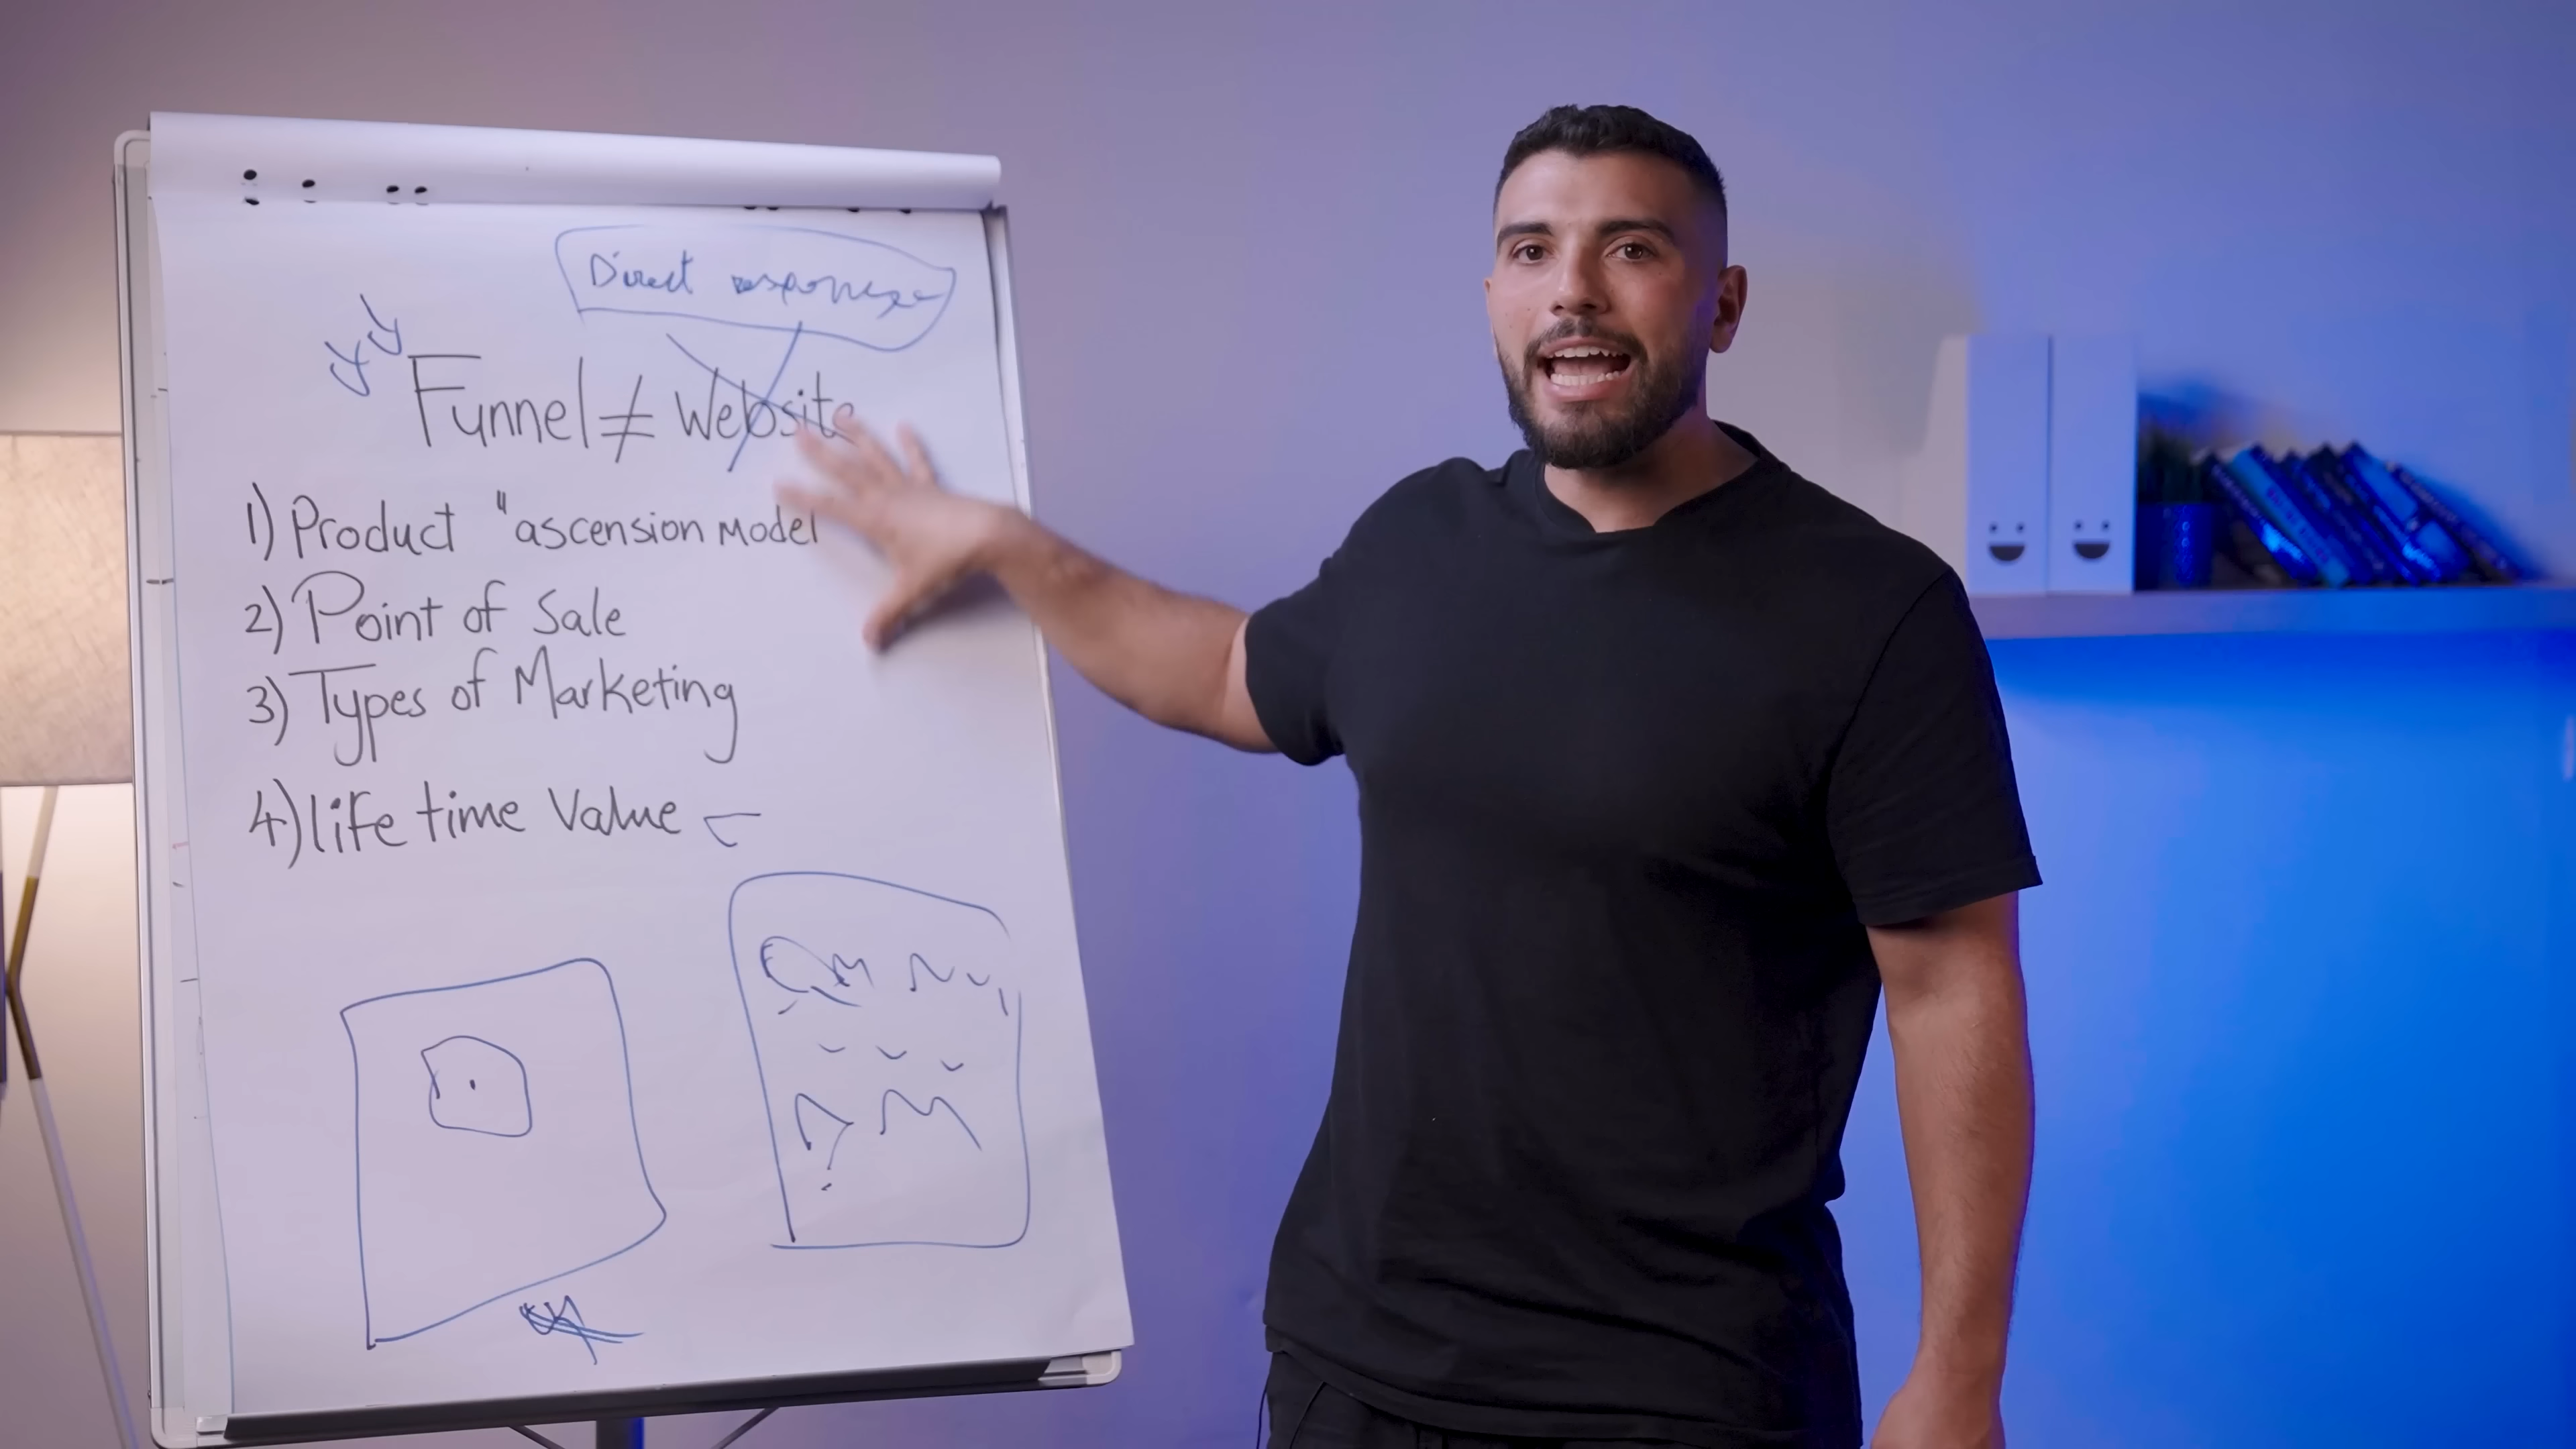 Direct response
Funnel ≠ Website
1) Product "ascension model
2) Point of Sale
3) Types of Marketing
4) life time Value